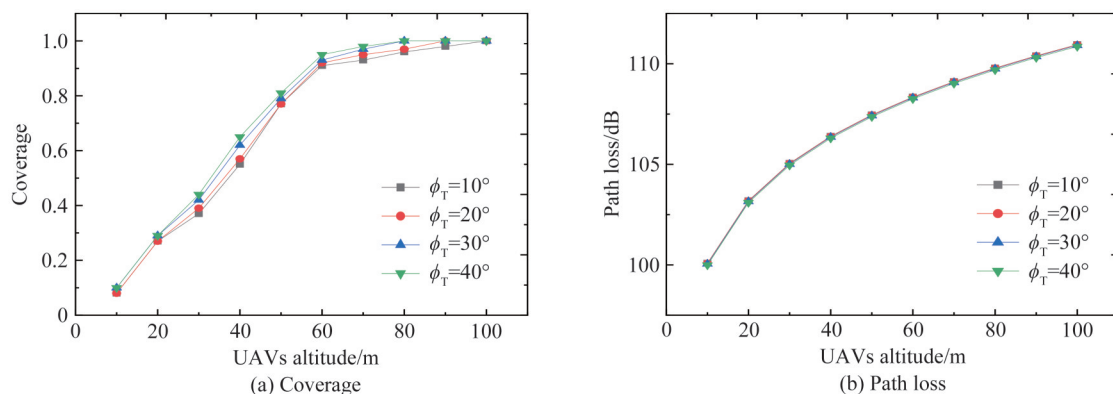 1.0
0.8
0.6
0.4
0.2
0
Coverage
ϕT=10°
ϕT=20°
ϕT=30°
ϕT=40°
0 20 40 60 80 100
UAVs altitude/m
(a) Coverage
110
105
100
Path loss/dB
ϕT=10°
ϕT=20°
ϕT=30°
ϕT=40°
0 20 40 60 80 100
UAVs altitude/m
(b) Path loss